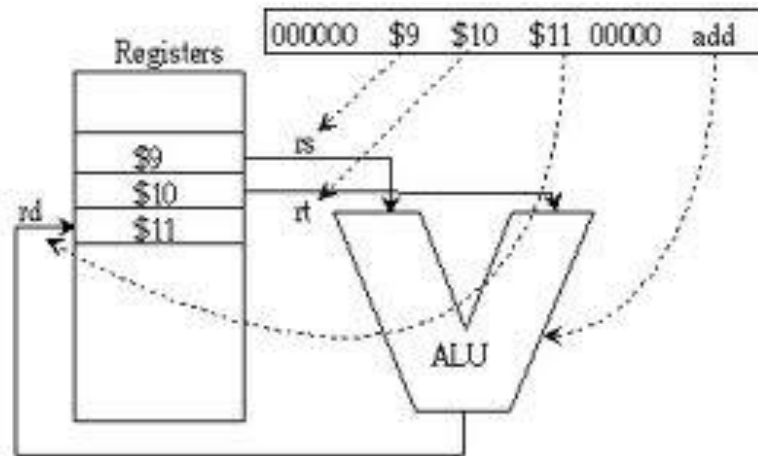 000000 $9 $10 $11 00000 add
Registers
rs
$9
$10
rd
rt
$11
ALU